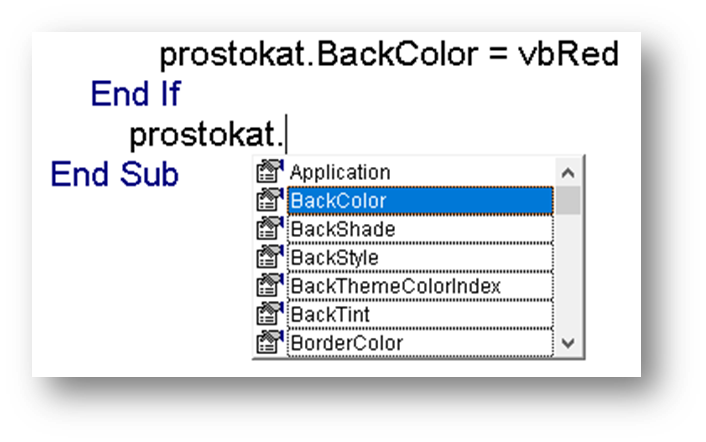 prostokat.BackColor = vbRed
End If
prostokat.
End Sub
Application
BackColor
BackShade
BackStyle
BackThemeColorIndex
BackTint
BorderColor